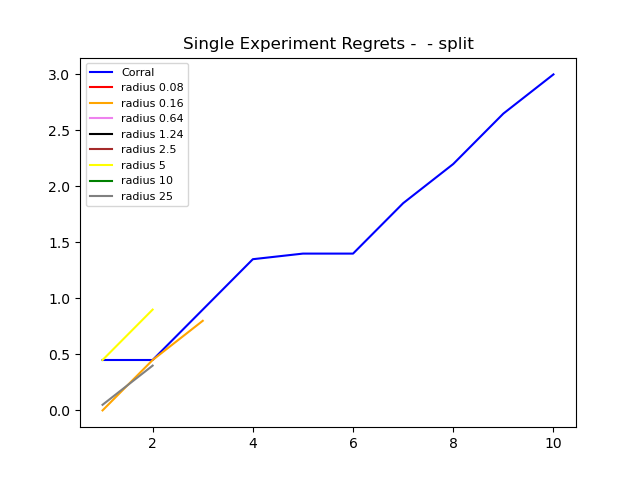 Single Experiment Regrets -  - split
3.0
2.5
2.0
1.5
1.0
0.5
0.0
Corral
radius 0.08
radius 0.16
radius 0.64
radius 1.24
radius 2.5
radius 5
radius 10
radius 25
2 4 6 8 10